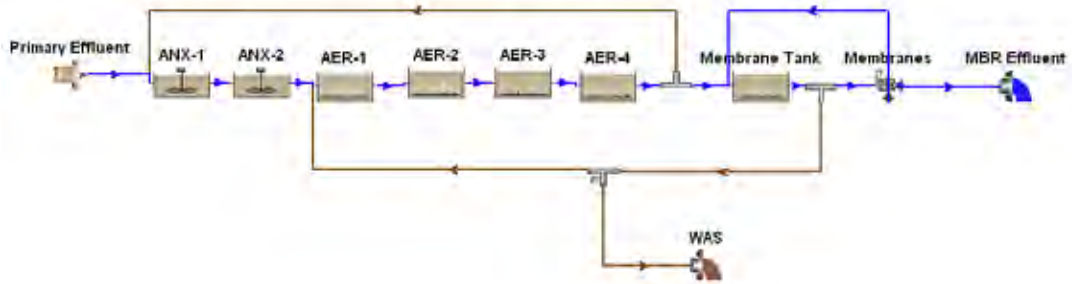 Primary Effluent
ANX-1
ANX-2
AER-1
AER-2
AER-3
AER-4
Membrane Tank
Membranes
MBR Effluent
WAS